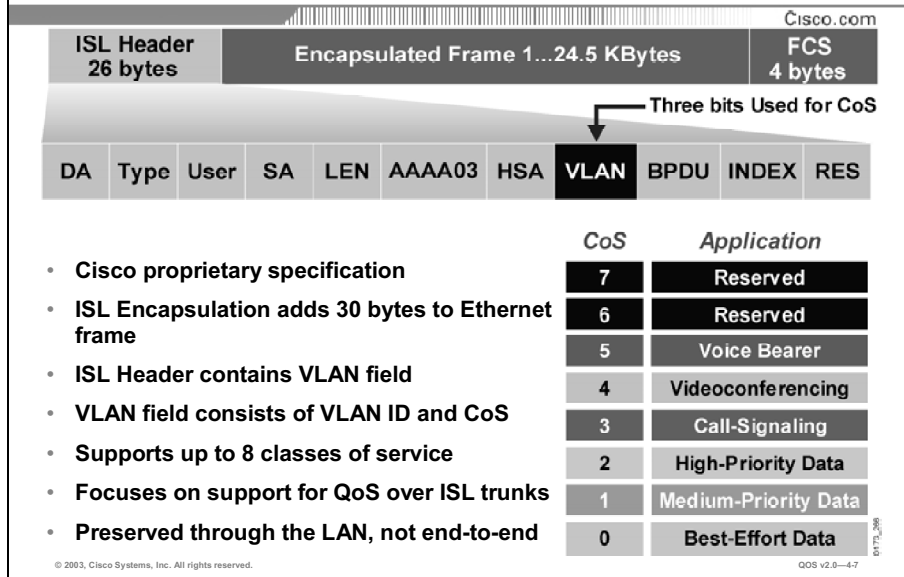 Cisco.com
ISL Header
26 bytes
Encapsulated Frame 1...24.5 KBytes
FCS
4 bytes
Three bits Used for CoS
DA Type User SA LEN AAAA03 HSA VLAN BPDU INDEX RES
• Cisco proprietary specification
• ISL Encapsulation adds 30 bytes to Ethernet
frame
• ISL Header contains VLAN field
• VLAN field consists of VLAN ID and CoS
• Supports up to 8 classes of service
• Focuses on support for QoS over ISL trunks
• Preserved through the LAN, not end-to-end
CoS Application
7 Reserved
6 Reserved
5 Voice Bearer
4 Videoconferencing
3 Call-Signaling
2 High-Priority Data
1 Medium-Priority Data
0 Best-Effort Data
D173_266
© 2003, Cisco Systems, Inc. All rights reserved.
QOS v2.0—4-7